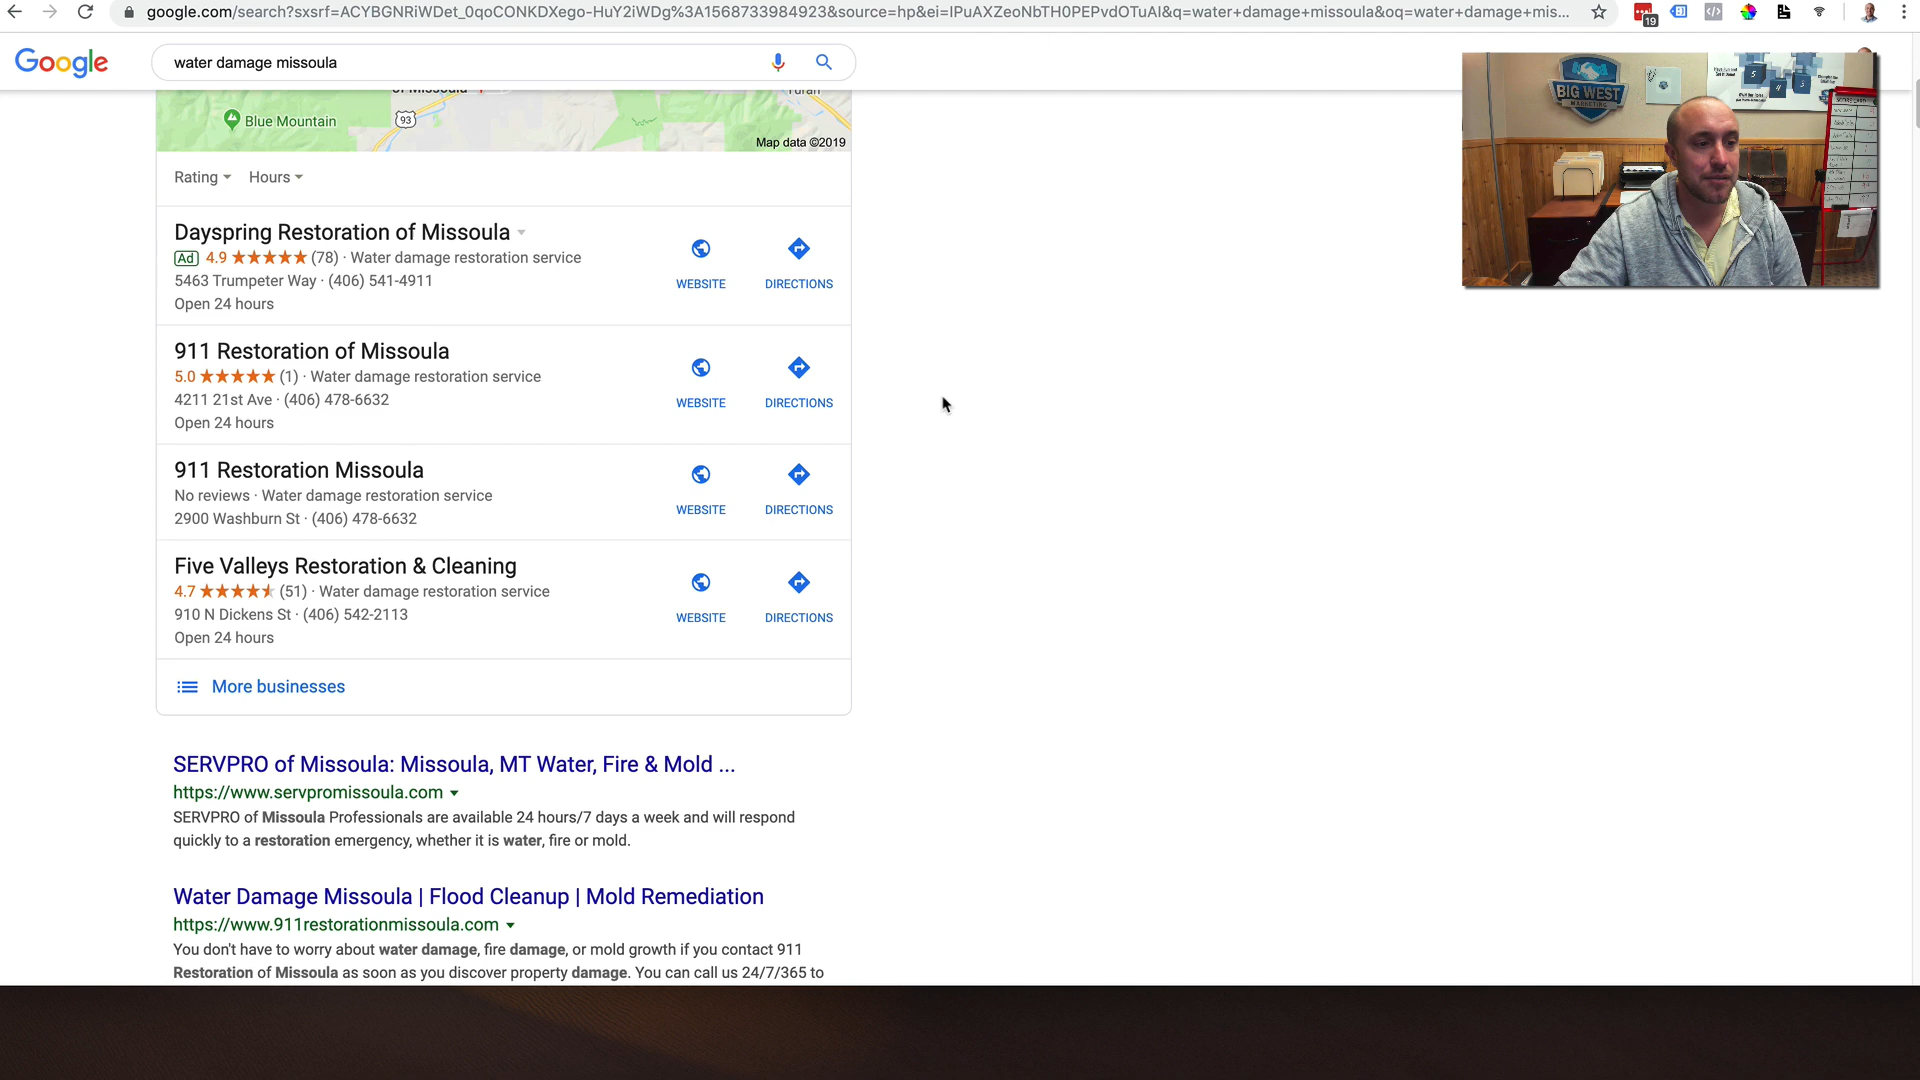 google.com/search?sxsrf=ACYBGNRiWDet_0qoCONKDXego-HuY2iWDg%3A1568733984923&source=hp&ei=IPuAXZeoNbTH0PEPvdOTuAI&q=water+damage+missoula&oq=water+damage+mis...
19
Google
water damage missoula
BIG WEST
MARKETING
5
4
3
SCORE CARD
of Missoula
Turah
Blue Mountain
93
Map data ©2019
Rating
Hours
Dayspring Restoration of Missoula
Ad 4.9 (78) · Water damage restoration service
5463 Trumpeter Way · (406) 541-4911
Open 24 hours
WEBSITE
DIRECTIONS
911 Restoration of Missoula
5.0 (1) · Water damage restoration service
4211 21st Ave · (406) 478-6632
Open 24 hours
WEBSITE
DIRECTIONS
911 Restoration Missoula
No reviews · Water damage restoration service
2900 Washburn St · (406) 478-6632
WEBSITE
DIRECTIONS
Five Valleys Restoration & Cleaning
4.7 (51) · Water damage restoration service
910 N Dickens St · (406) 542-2113
Open 24 hours
WEBSITE
DIRECTIONS
More businesses
SERVPRO of Missoula: Missoula, MT Water, Fire & Mold ...
https://www.servpromissoula.com
SERVPRO of Missoula Professionals are available 24 hours/7 days a week and will respond
quickly to a restoration emergency, whether it is water, fire or mold.
Water Damage Missoula | Flood Cleanup | Mold Remediation
https://www.911restorationmissoula.com
You don't have to worry about water damage, fire damage, or mold growth if you contact 911
Restoration of Missoula as soon as you discover property damage. You can call us 24/7/365 to